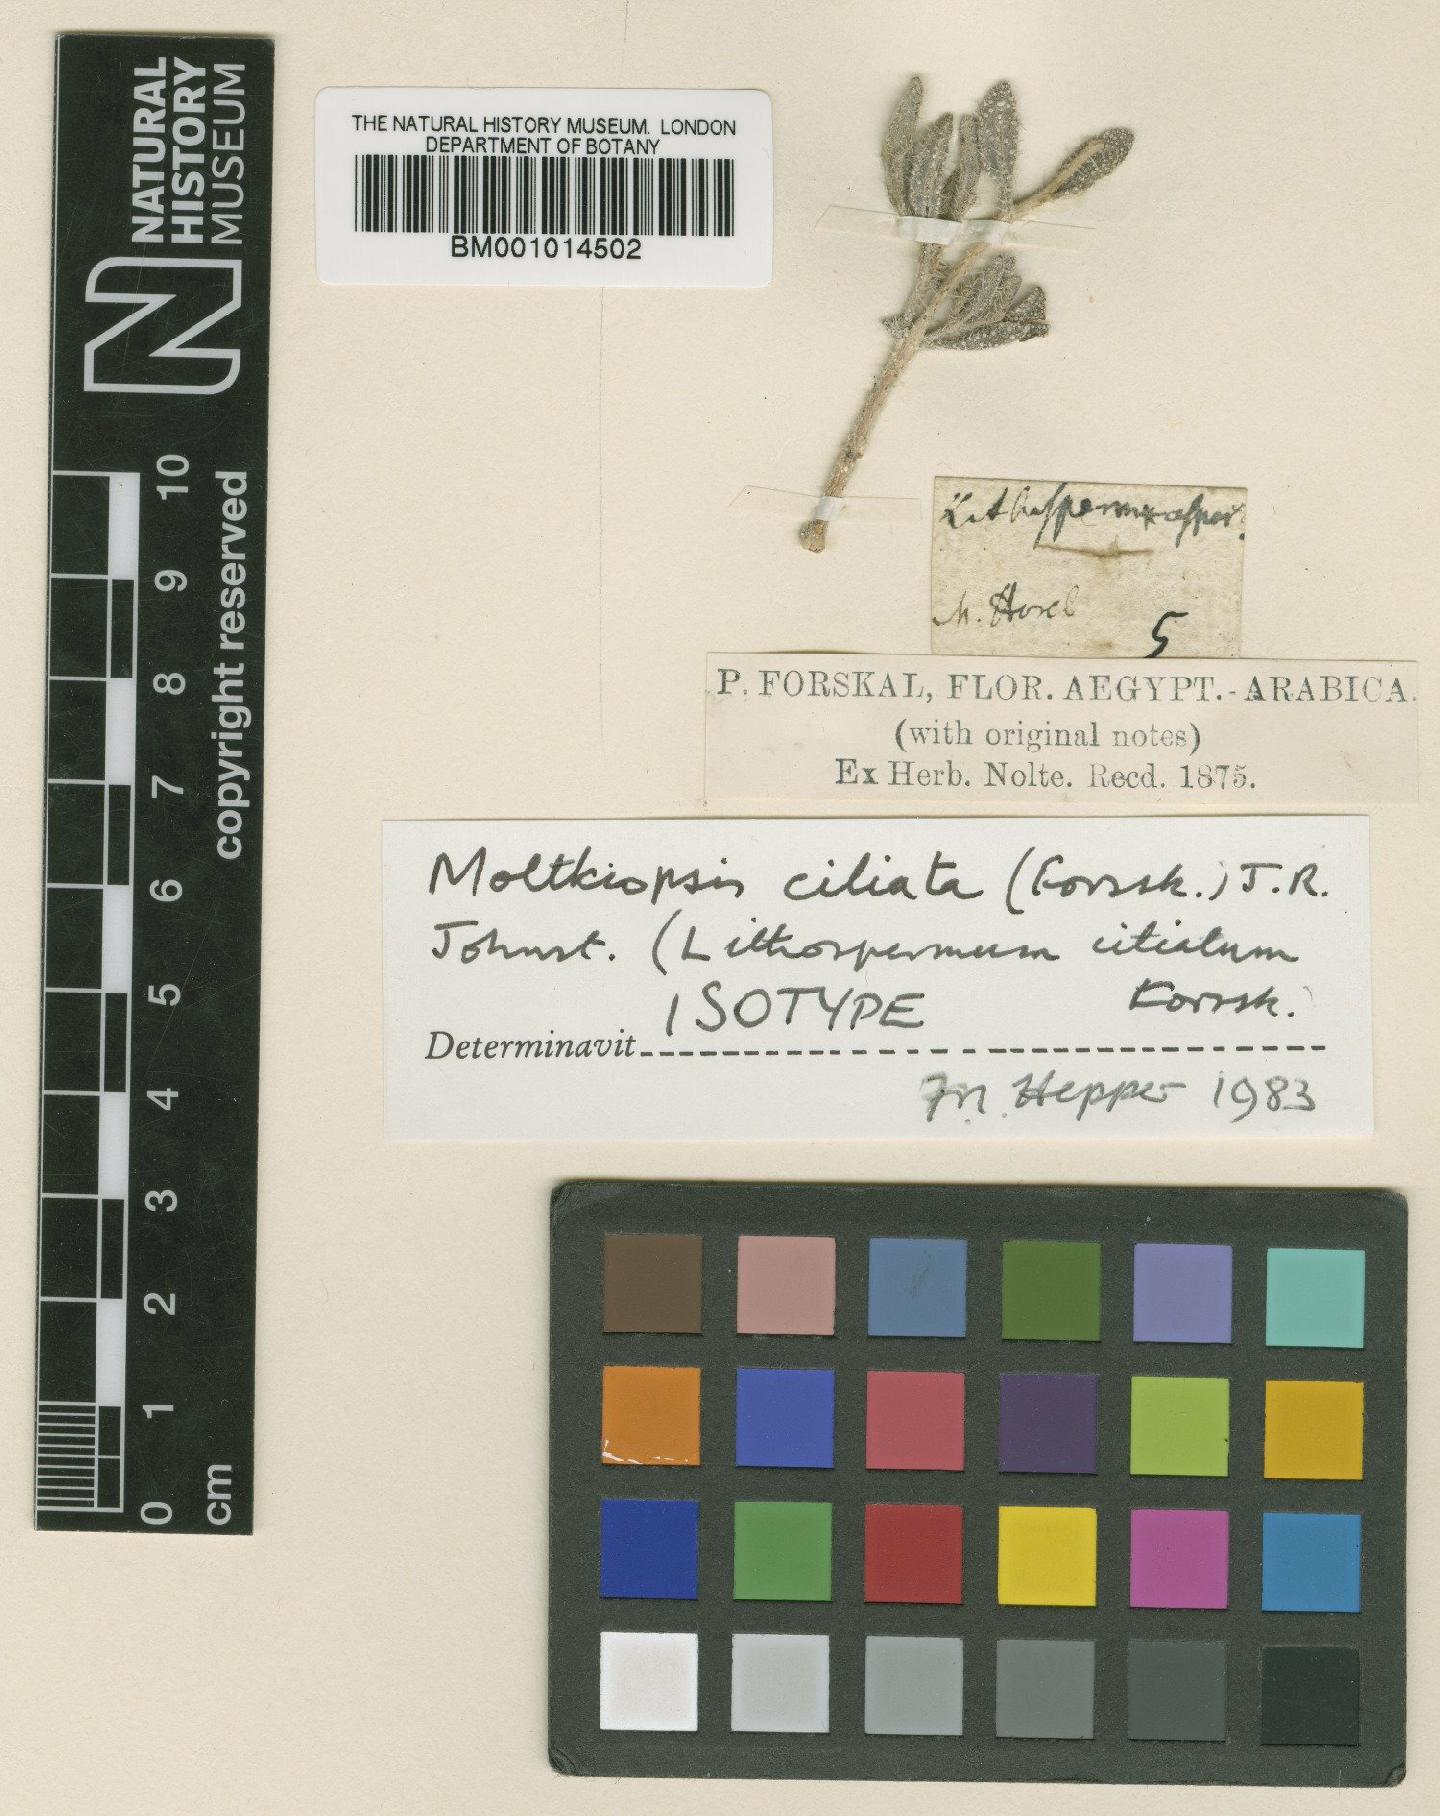 NATURAL
HISTORY
MUSEUM
THE NATURAL HISTORY MUSEUM. LONDON
DEPARTMENT OF BOTANY
BM001014502
10
9
8
7
6
5
4
3
2
1
0
cm
copyright reserved
M.
5
P. FORSKAL, FLOR. AEGYPT.-ARABICA.
(with original notes)
Ex Herb. Nolte. Recd. 1875.
Moltkiopsis ciliata (Forssk.) J.R.
Johnst. (Lithospermum ciliatum
ISOTYPE Forssk.
Determinavit
F.N. Hepper 1983